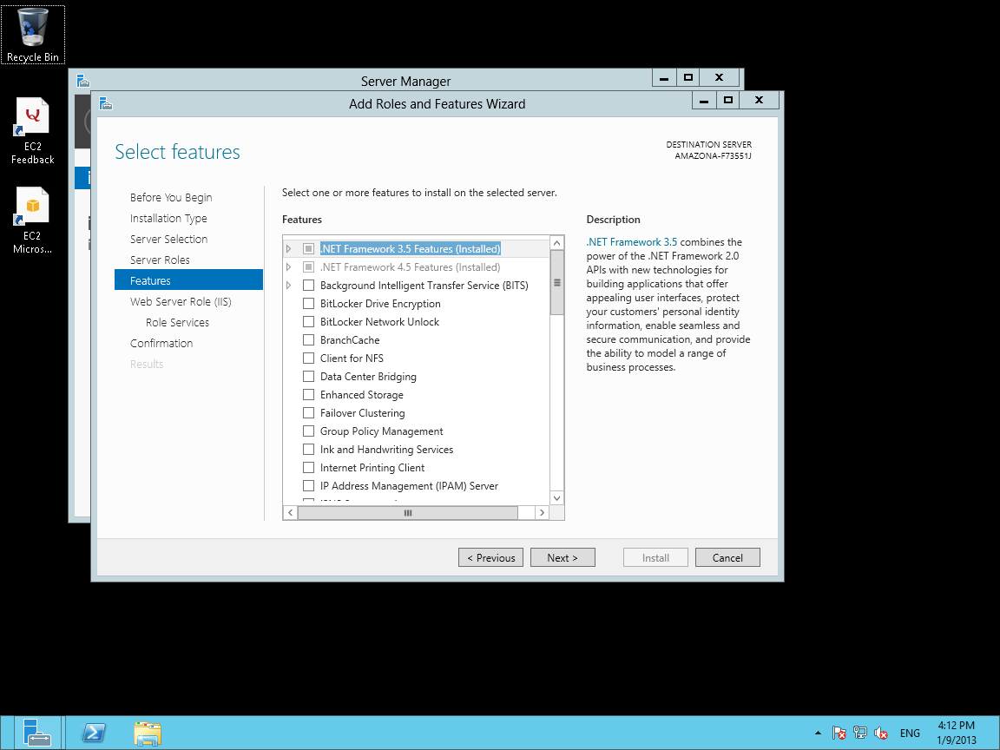 Recycle Bin
EC2
Feedback
EC2
Micros...
Server Manager
Add Roles and Features Wizard
Select features
DESTINATION SERVER
AMAZONA-F73551J
Before You Begin
Installation Type
Server Selection
Server Roles
Features
Web Server Role (IIS)
Role Services
Confirmation
Results
Select one or more features to install on the selected server.
Features
.NET Framework 3.5 Features (Installed)
.NET Framework 4.5 Features (Installed)
Background Intelligent Transfer Service (BITS)
BitLocker Drive Encryption
BitLocker Network Unlock
BranchCache
Client for NFS
Data Center Bridging
Enhanced Storage
Failover Clustering
Group Policy Management
Ink and Handwriting Services
Internet Printing Client
IP Address Management (IPAM) Server
Description
.NET Framework 3.5 combines the
power of the .NET Framework 2.0
APIs with new technologies for
building applications that offer
appealing user interfaces, protect
your customers' personal identity
information, enable seamless and
secure communication, and provide
the ability to model a range of
business processes.
< Previous
Next >
Install
Cancel
ENG
4:12 PM
1/9/2013